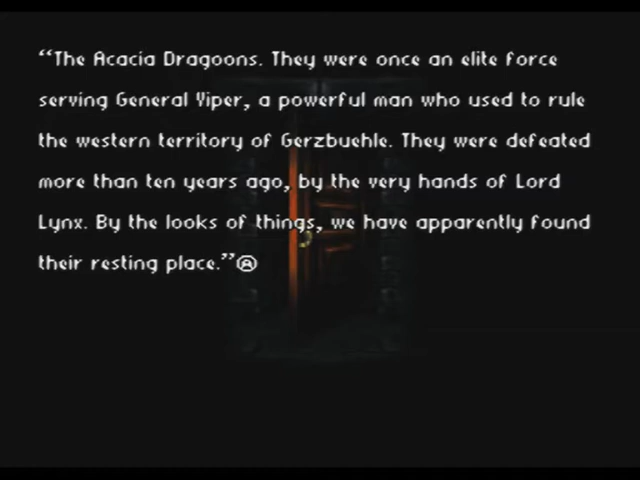 “The Acacia Dragoons. They were once an elite force
serving General Viper, a powerful man who used to rule
the western territory of Gerzbuehle. They were defeated
more than ten years ago, by the very hands of Lord
Lynx. By the looks of things, we have apparently found
their resting place.”Ⓐ